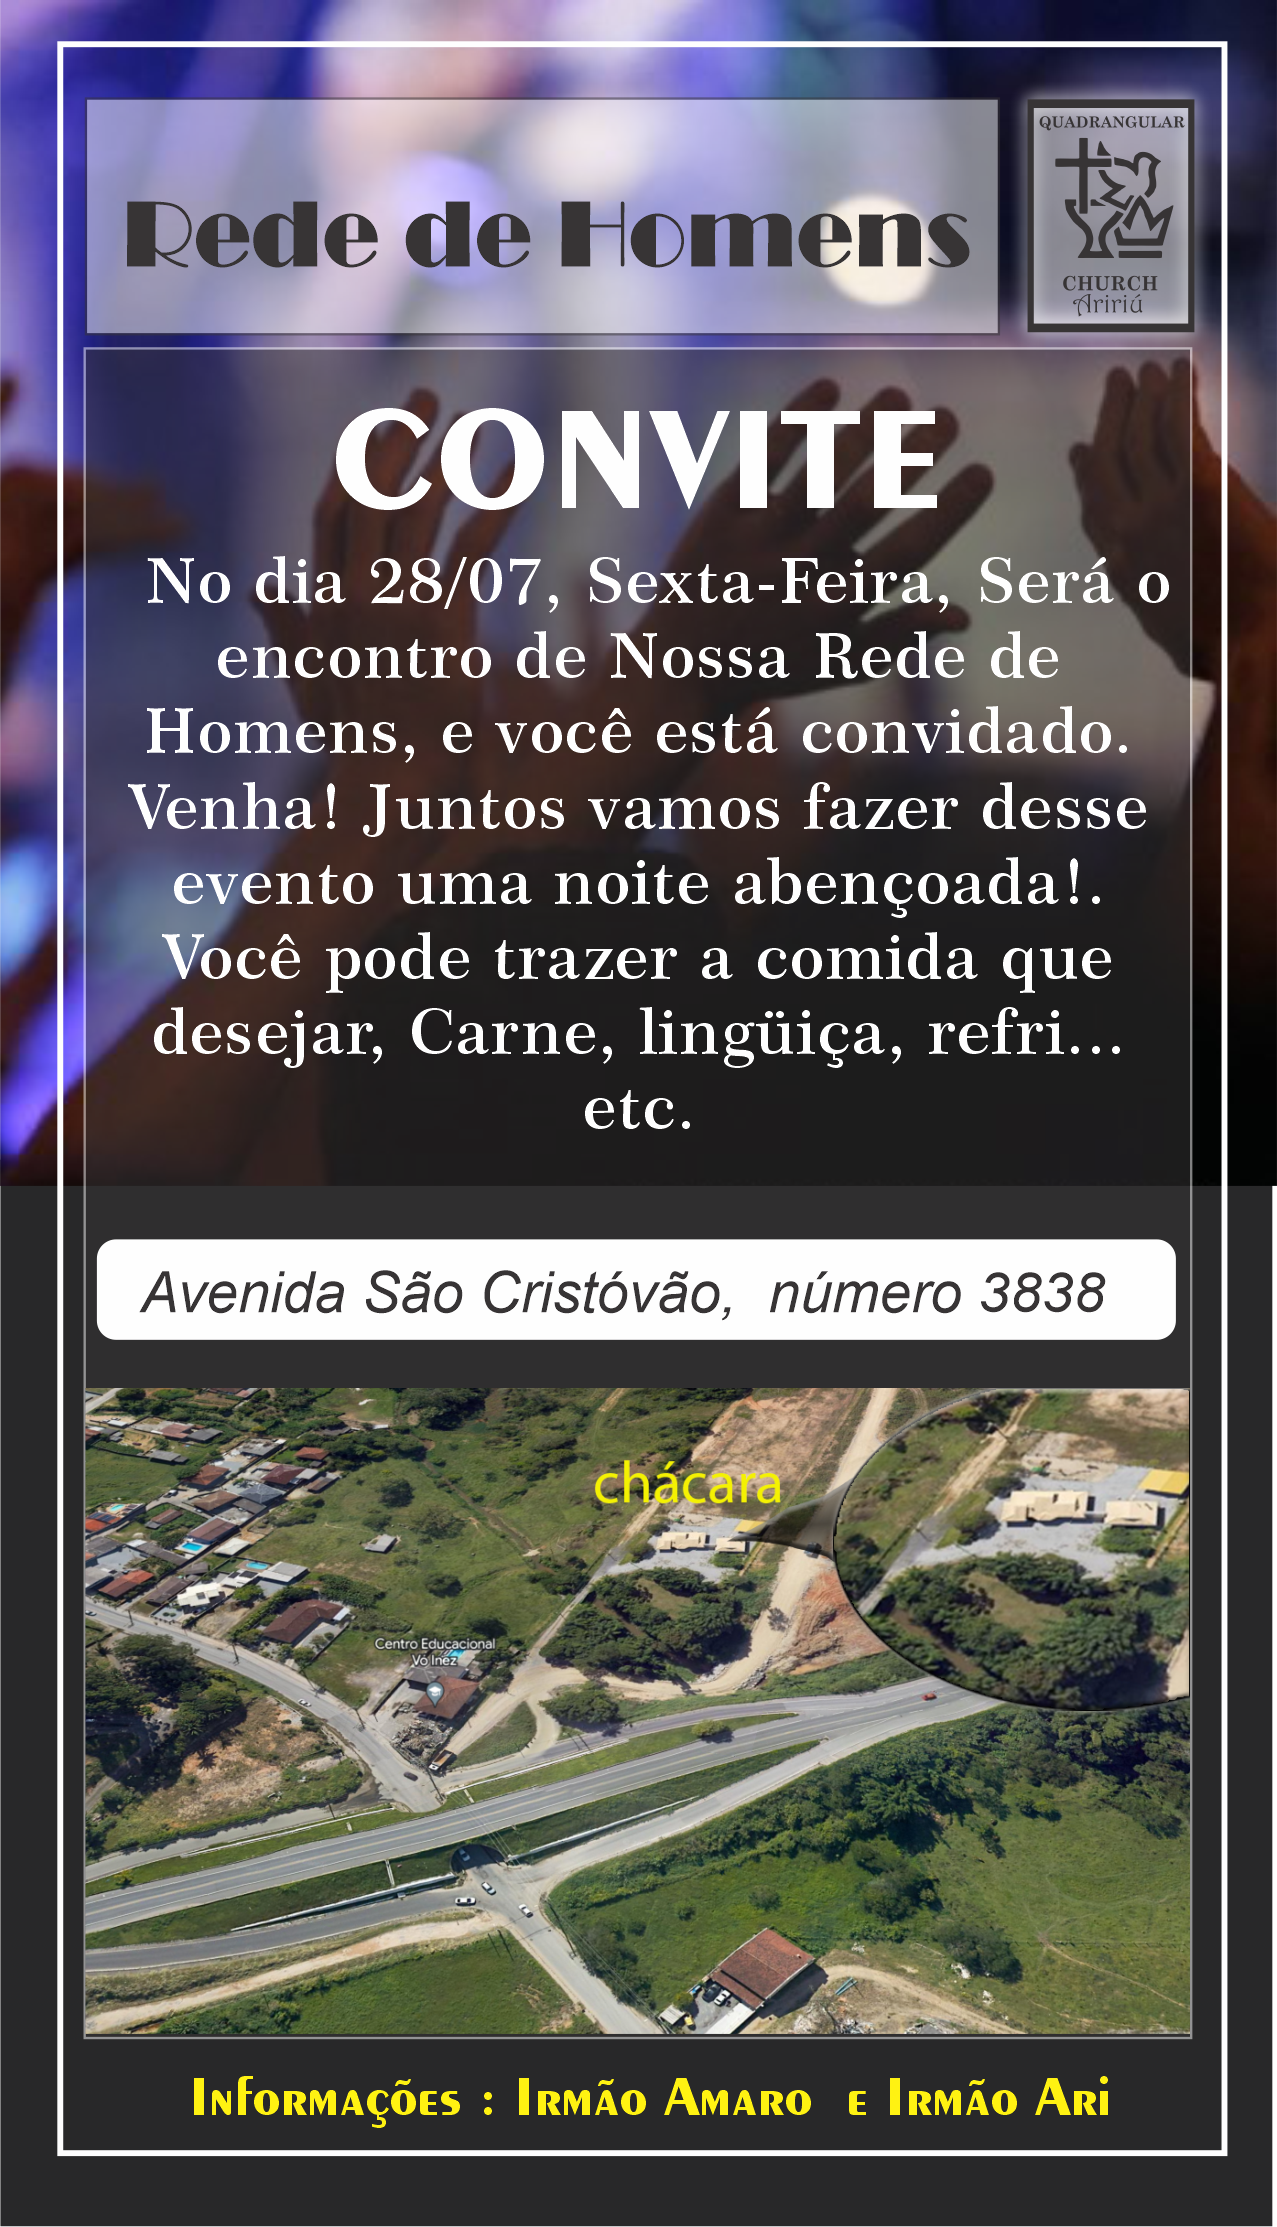 Rede de Homens
QUADRANGULAR
CHURCH
Aririú
CONVITE
No dia 28/07, Sexta-Feira, Será o
encontro de Nossa Rede de
Homens, e você está convidado.
Venha! Juntos vamos fazer desse
evento uma noite abençoada!.
Você pode trazer a comida que
desejar, Carne, lingüiça, refri...
etc.
Avenida São Cristóvão, número 3838
chácara
Centro Educacional
Vó Inéz
Informações : Irmão Amaro e Irmão Ari